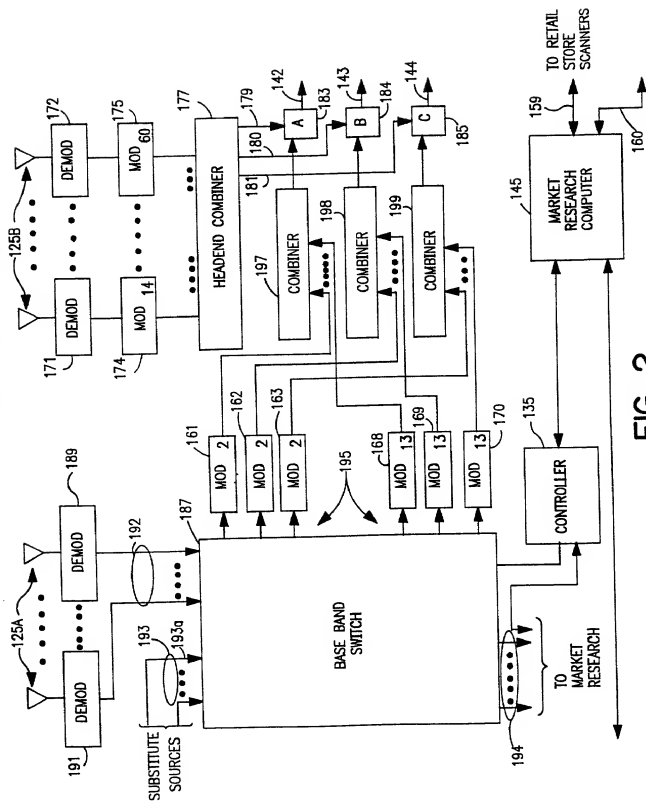 125A
125B
DEMOD
191
DEMOD
189
DEMOD
171
DEMOD
172
MOD 14
174
MOD 60
175
HEADEND COMBINER
177
179
180
181
A
183
142
B
184
143
C
185
144
SUBSTITUTE
SOURCES
193
193a
192
187
BASE BAND
SWITCH
195
MOD 2
161
MOD 2
162
MOD 2
163
MOD 13
168
MOD 13
169
MOD 13
170
COMBINER
197
COMBINER
198
COMBINER
199
194
TO MARKET
RESEARCH
CONTROLLER
135
MARKET
RESEARCH
COMPUTER
145
TO RETAIL
STORE
SCANNERS
159
160